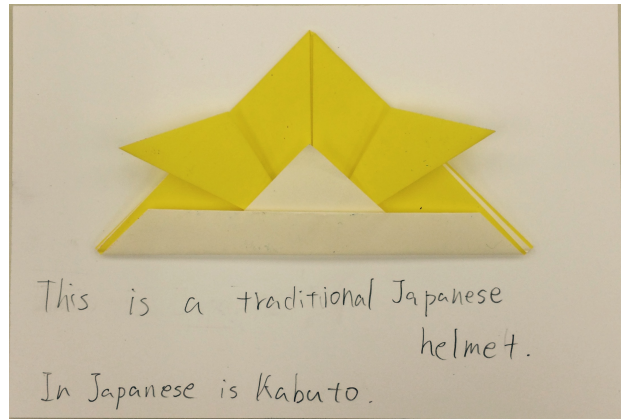 This is a traditional Japanese
helmet.
In Japanese is Kabuto.